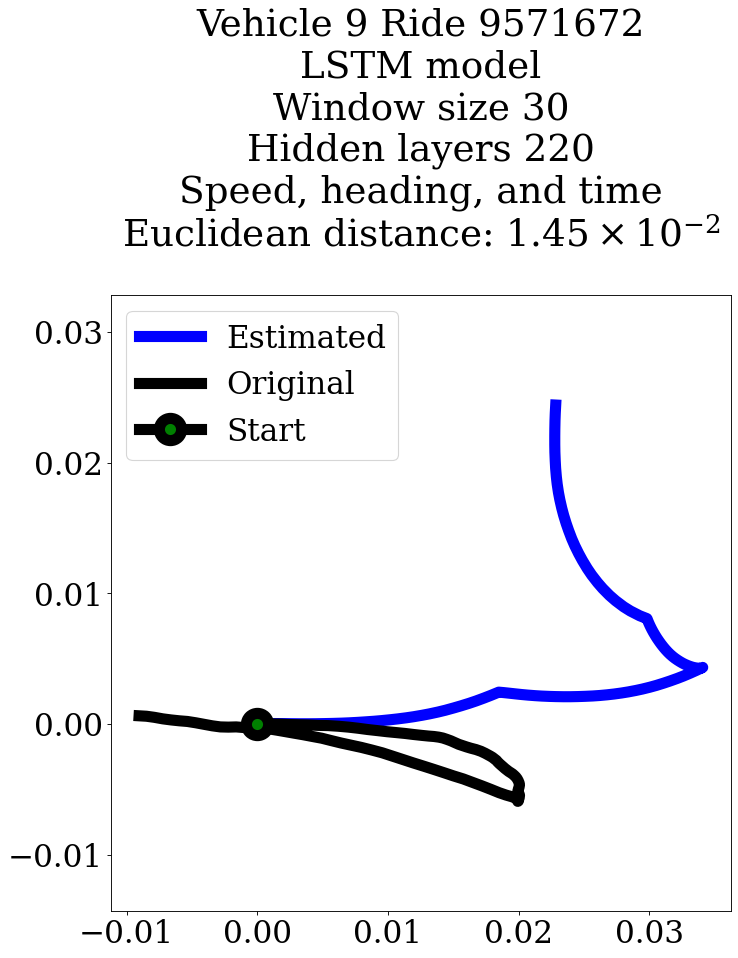 Vehicle 9 Ride 9571672
LSTM model
Window size 30
Hidden layers 220
Speed, heading, and time
Euclidean distance: 1.45 × 10⁻²
Estimated
Original
Start
0.03
0.02
0.01
0.00
−0.01
−0.01 0.00 0.01 0.02 0.03